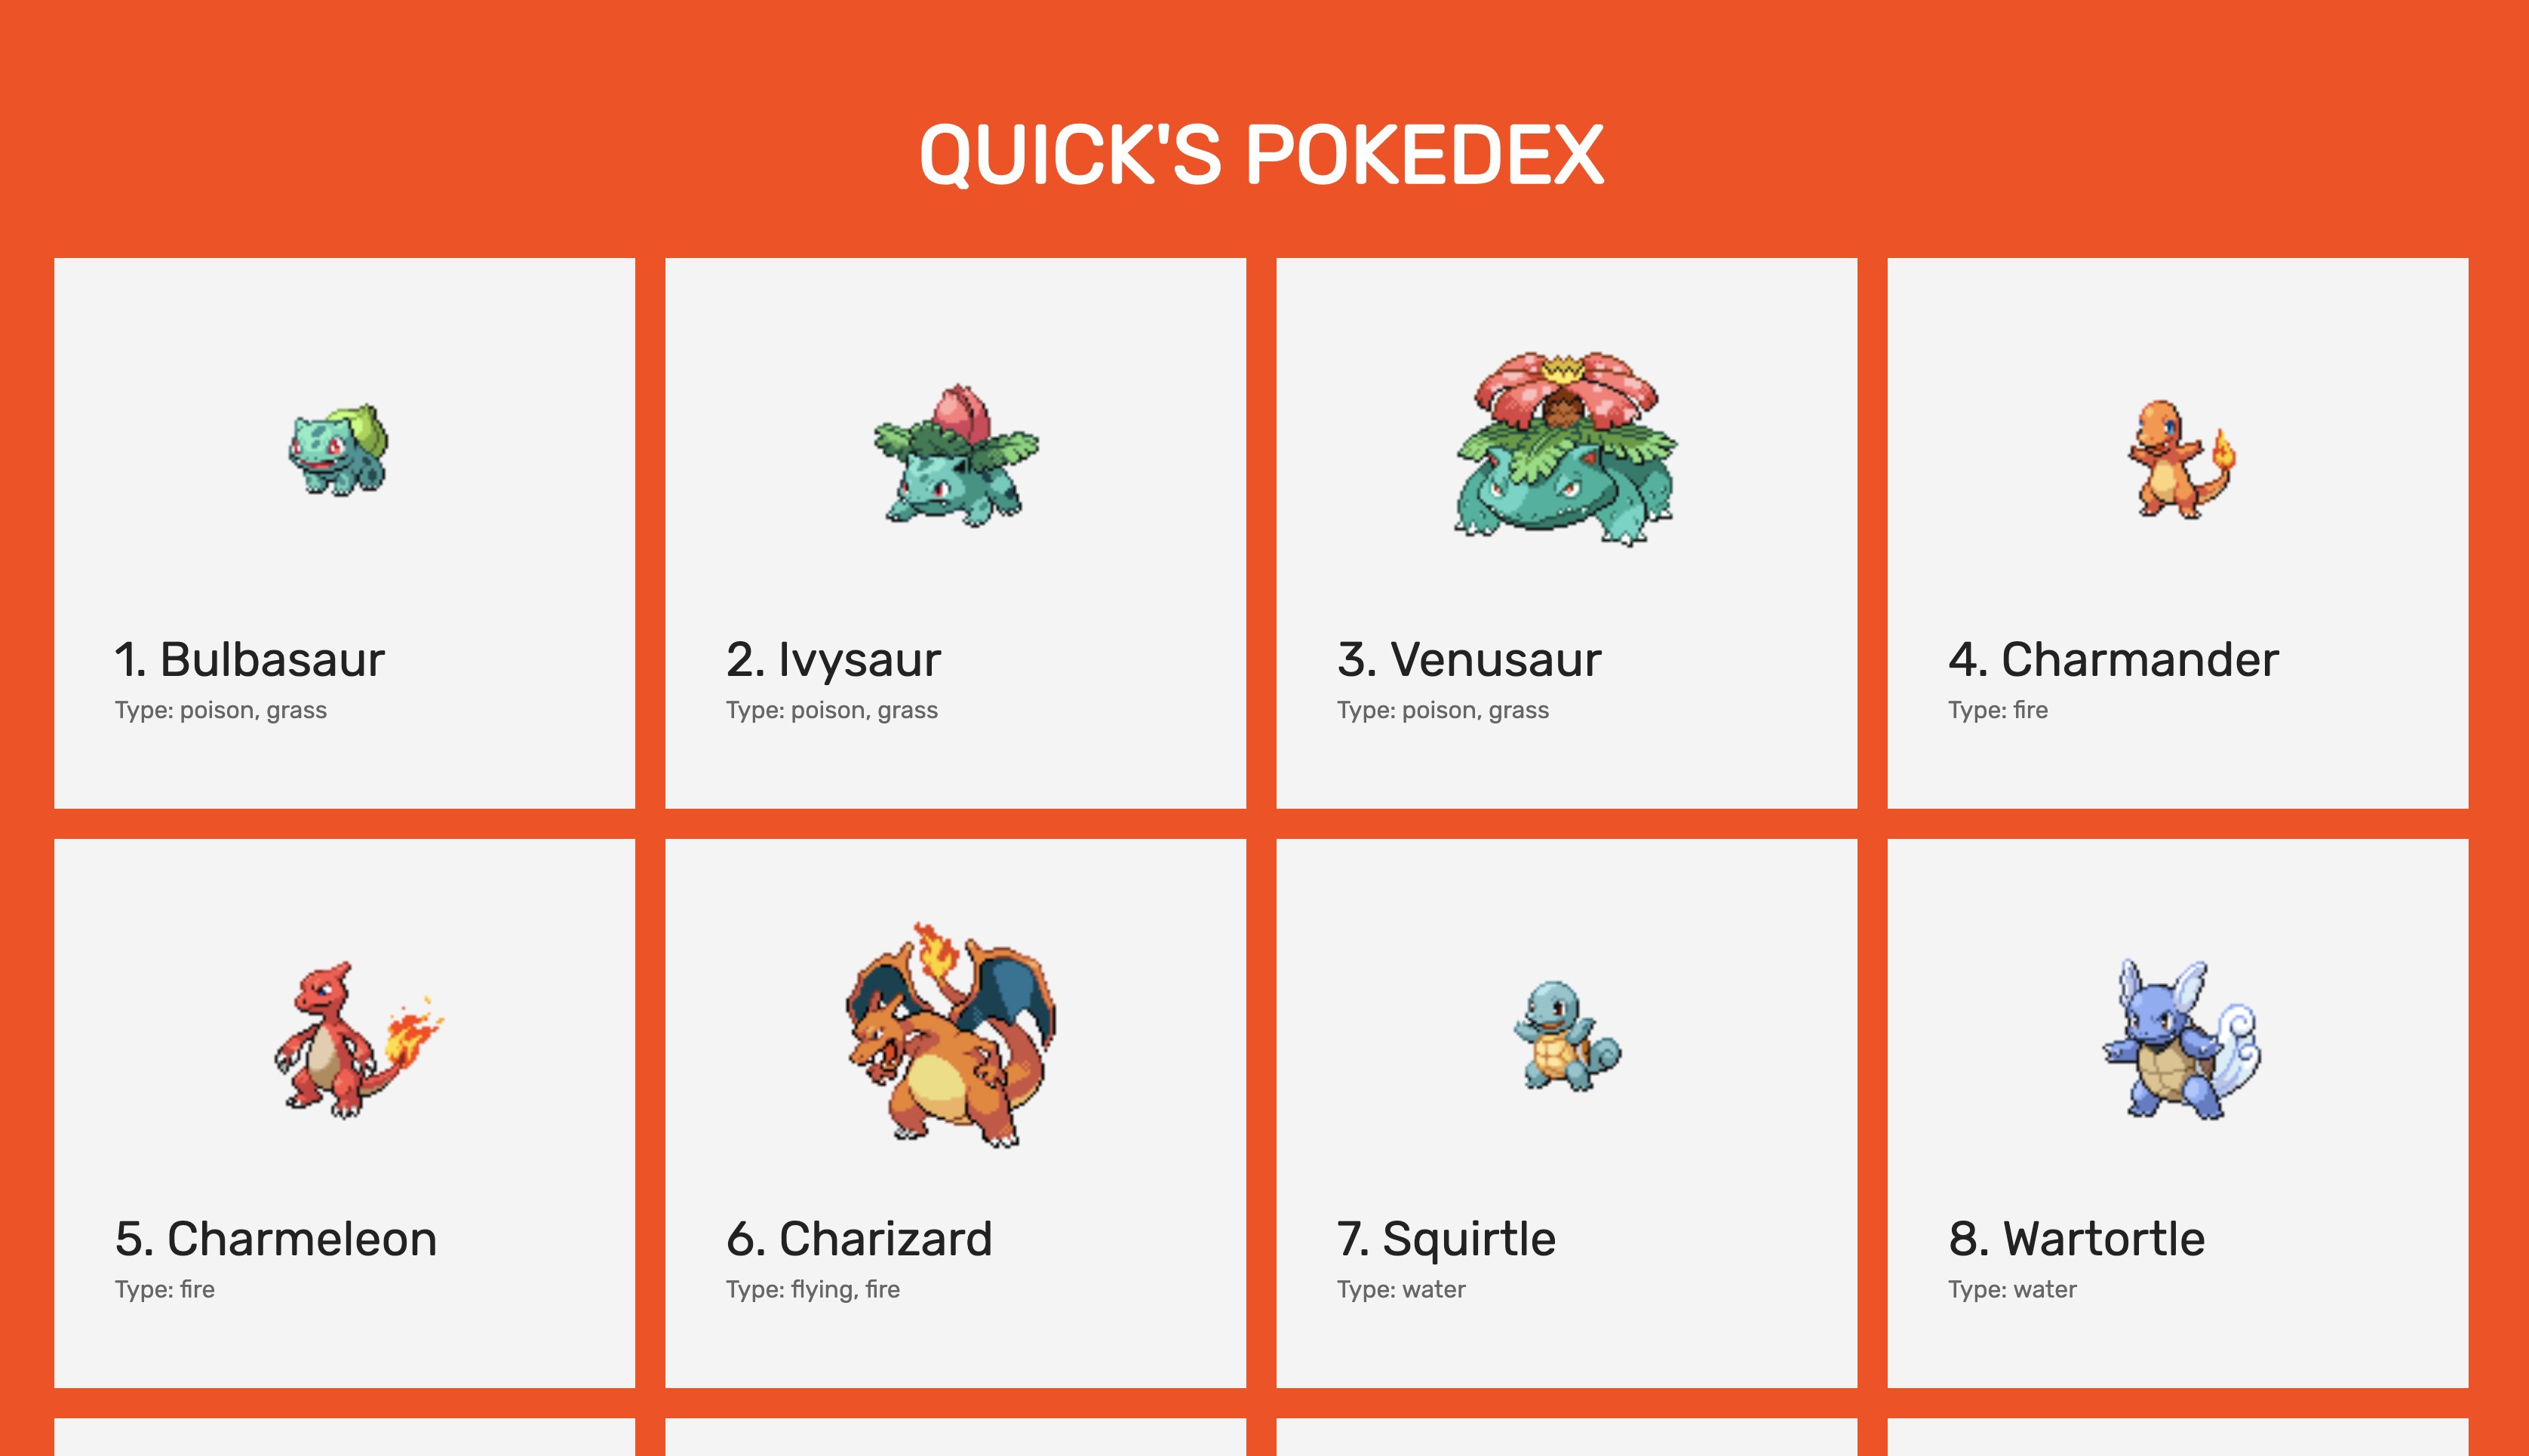 QUICK'S POKEDEX
1. Bulbasaur
Type: poison, grass
2. Ivysaur
Type: poison, grass
3. Venusaur
Type: poison, grass
4. Charmander
Type: fire
5. Charmeleon
Type: fire
6. Charizard
Type: flying, fire
7. Squirtle
Type: water
8. Wartortle
Type: water